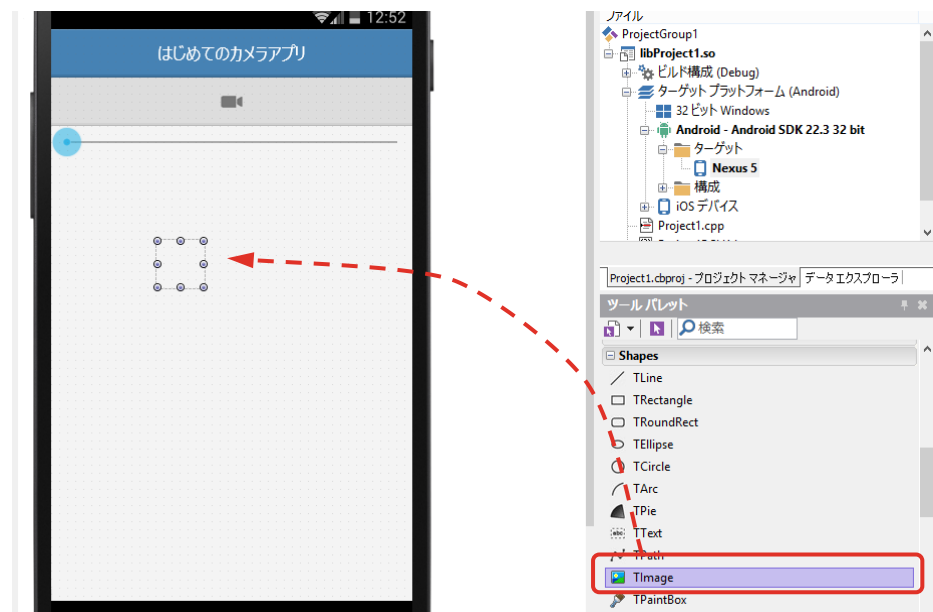 12:52
はじめてのカメラアプリ
ファイル
ProjectGroup1
libProject1.so
ビルド構成 (Debug)
ターゲット プラットフォーム (Android)
32 ビット Windows
Android - Android SDK 22.3 32 bit
ターゲット
Nexus 5
構成
iOS デバイス
Project1.cpp
Project1.cbproj - プロジェクト マネージャ
データ エクスプローラ
ツール パレット
検索
Shapes
TLine
TRectangle
TRoundRect
TEllipse
TCircle
TArc
TPie
abc
TText
TPath
TImage
TPaintBox